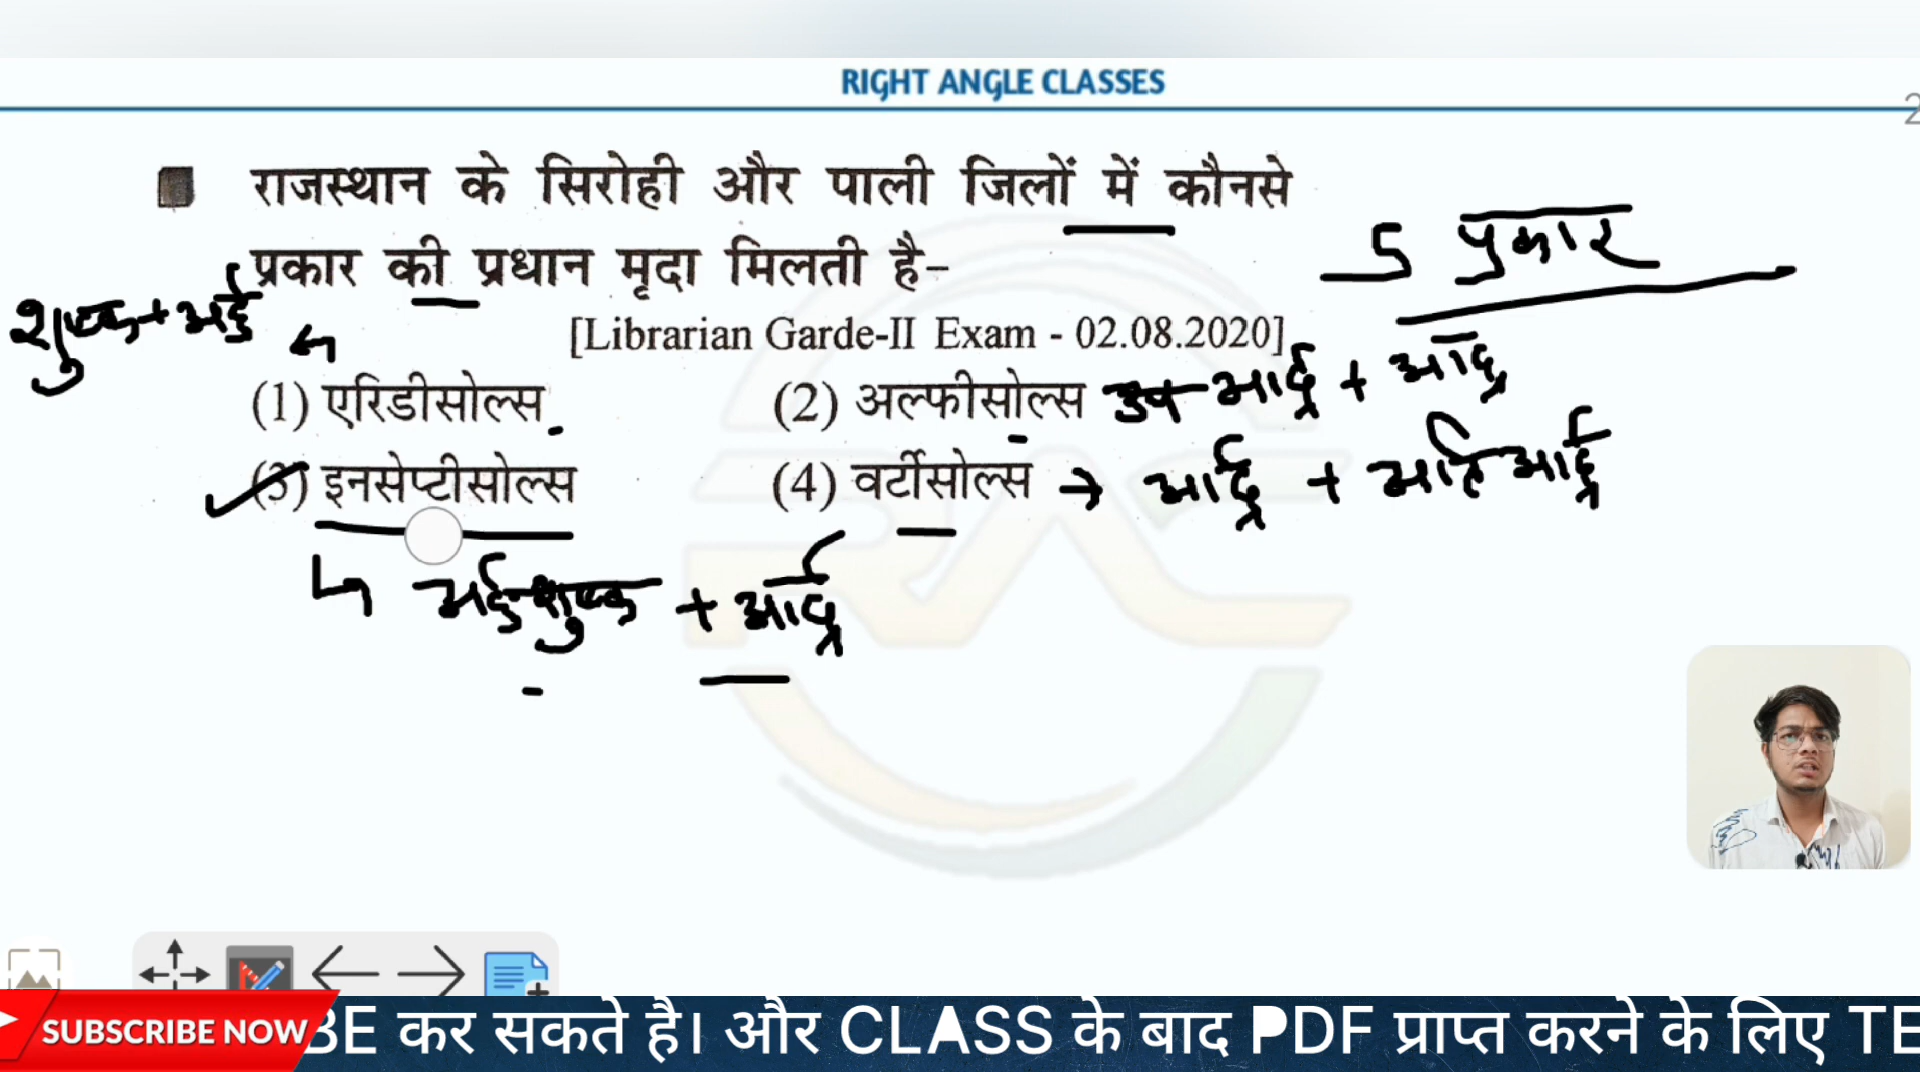 RIGHT ANGLE CLASSES
2
राजस्थान के सिरोही और पाली जिलों में कौनसे
प्रकार की प्रधान मृदा मिलती है-
5 प्रकार
शुष्क + अर्द्ध
[Librarian Garde-II Exam - 02.08.2020]
(1) एरिडीसोल्स
(2) अल्फीसोल्स उप आर्द्र + आर्द्र
(3) इनसेप्टीसोल्स
(4) वर्टीसोल्स → आर्द्र + अति आर्द्र
अर्द्ध शुष्क + आर्द्र
SUBSCRIBE NOW
BE कर सकते है। और CLASS के बाद PDF प्राप्त करने के लिए TE